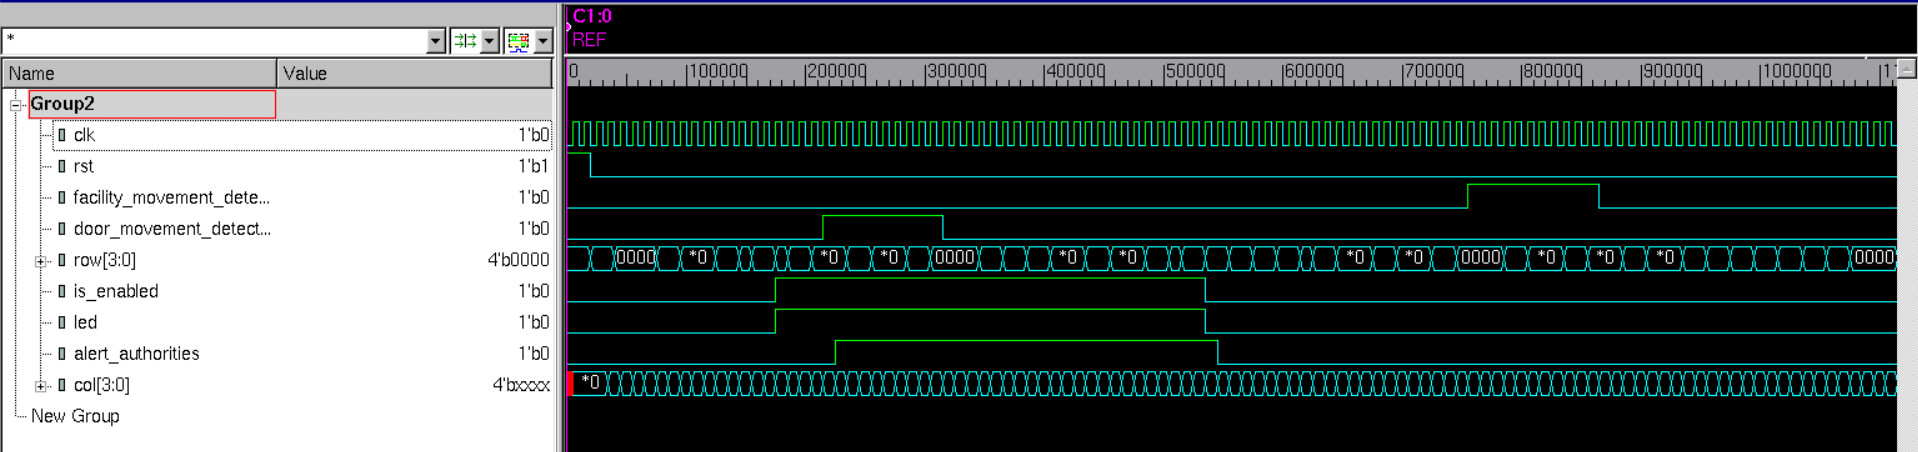 C1:0
REF
*
Name Value
0 100000 200000 300000 400000 500000 600000 700000 800000 900000 1000000 11
Group2
clk 1'b0
rst 1'b1
facility_movement_dete... 1'b0
door_movement_detect... 1'b0
row[3:0] 4'b0000 0000 *0 *0 *0 0000 *0 *0 *0 *0 0000 *0 *0 *0 0000
is_enabled 1'b0
led 1'b0
alert_authorities 1'b0
col[3:0] 4'bxxxx *0
New Group